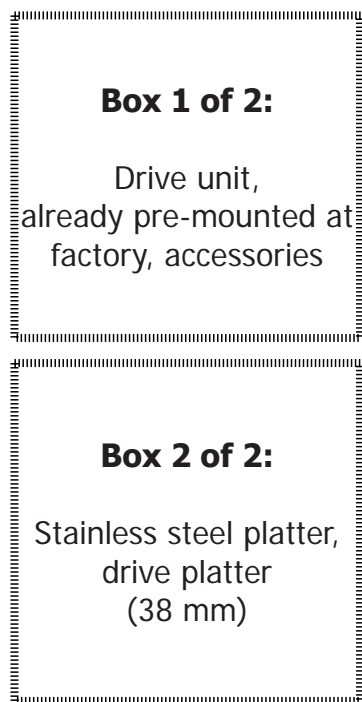 Box 1 of 2:
Drive unit,
already pre-mounted at
factory, accessories
Box 2 of 2:
Stainless steel platter,
drive platter
(38 mm)